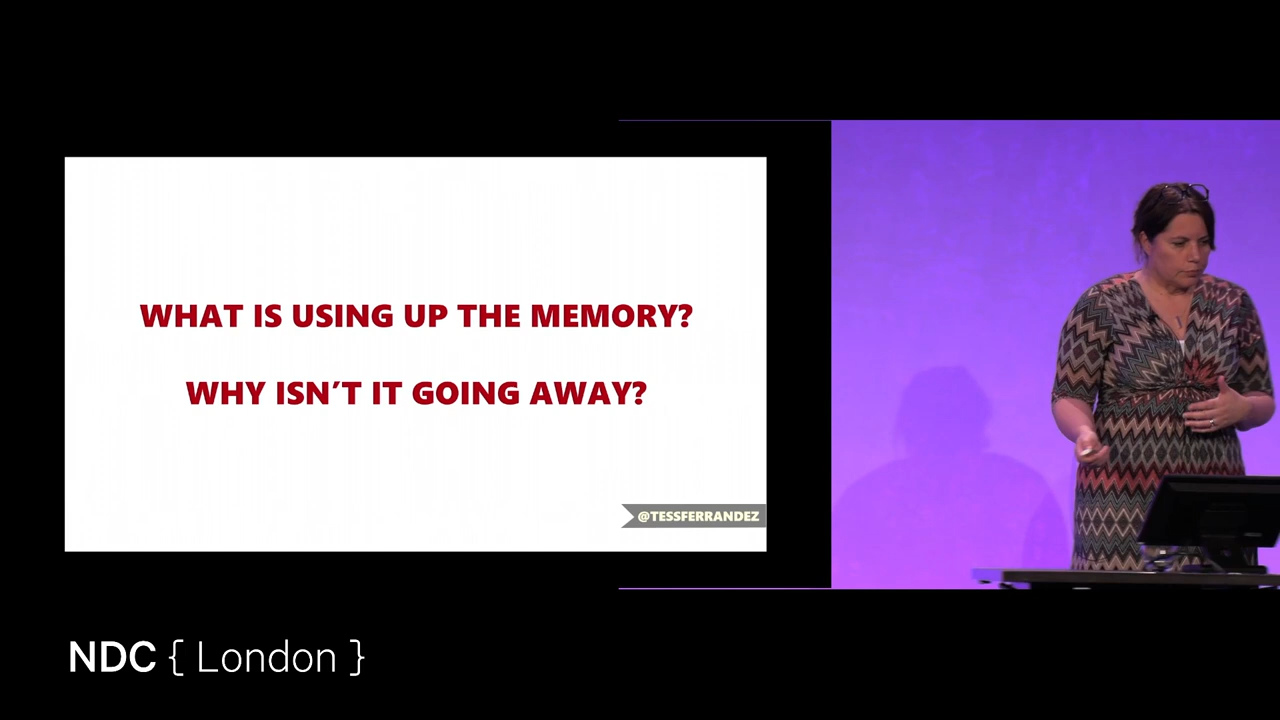 WHAT IS USING UP THE MEMORY?
WHY ISN'T IT GOING AWAY?
@TESSFERRANDEZ
NDC { London }